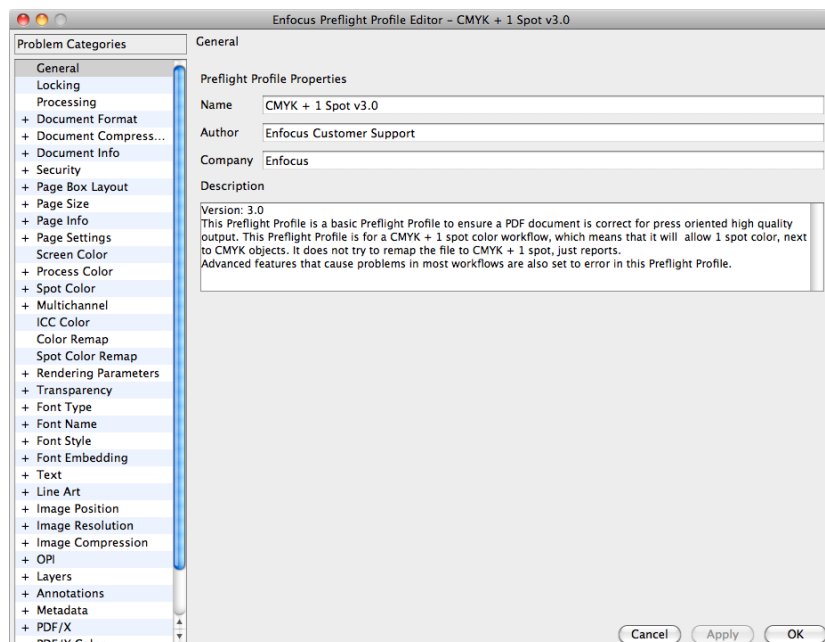 Enfocus Preflight Profile Editor – CMYK + 1 Spot v3.0
Problem Categories
General
Locking
Processing
+ Document Format
+ Document Compress...
+ Document Info
+ Security
+ Page Box Layout
+ Page Size
+ Page Info
+ Page Settings
Screen Color
+ Process Color
+ Spot Color
+ Multichannel
ICC Color
Color Remap
Spot Color Remap
+ Rendering Parameters
+ Transparency
+ Font Type
+ Font Name
+ Font Style
+ Font Embedding
+ Text
+ Line Art
+ Image Position
+ Image Resolution
+ Image Compression
+ OPI
+ Layers
+ Annotations
+ Metadata
+ PDF/X
General
Preflight Profile Properties
Name CMYK + 1 Spot v3.0
Author Enfocus Customer Support
Company Enfocus
Description
Version: 3.0
This Preflight Profile is a basic Preflight Profile to ensure a PDF document is correct for press oriented high quality
output. This Preflight Profile is for a CMYK + 1 spot color workflow, which means that it will allow 1 spot color, next
to CMYK objects. It does not try to remap the file to CMYK + 1 spot, just reports.
Advanced features that cause problems in most workflows are also set to error in this Preflight Profile.
Cancel Apply OK